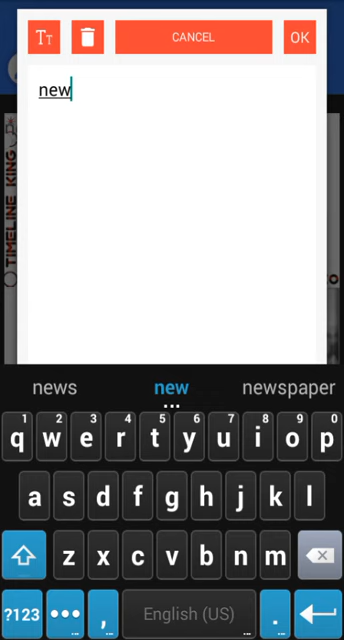 TT
CANCEL
OK
new
TIMELINE KING
news
new
newspaper
1 2 3 4 5 6 7 8 9 0
q w e r t y u i o p
a s d f g h j k l
z x c v b n m
?123
,
English (US)
.